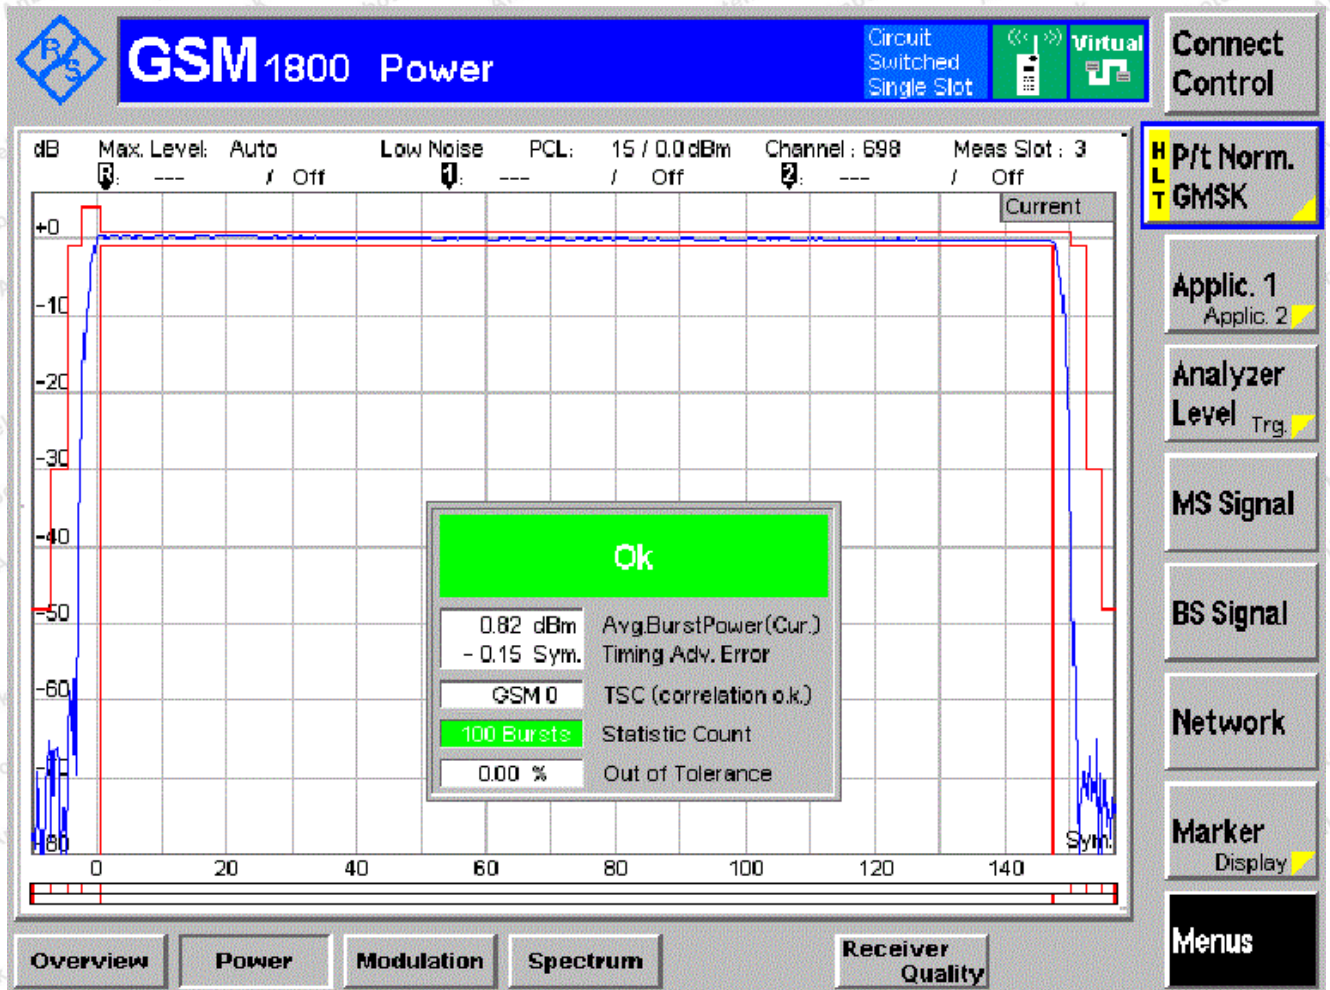 R S
GSM 1800 Power
Circuit
Switched
Single Slot
Virtual
Connect
Control
dB Max. Level: Auto Low Noise PCL: 15 / 0.0 dBm Channel : 698 Meas Slot : 3
R: --- / Off 1: --- / Off 2: --- / Off
Current
HLT
P/t Norm.
GMSK
Applic. 1
Applic. 2
Analyzer
Level Trg.
MS Signal
BS Signal
Network
Marker
Display
Menus
+0
-10
-20
-30
-40
-50
-60
-80
Ok
0.82 dBm Avg.BurstPower(Cur.)
- 0.15 Sym. Timing Adv. Error
GSM 0 TSC (correlation o.k.)
100 Bursts Statistic Count
0.00 % Out of Tolerance
Sym.
0 20 40 60 80 100 120 140
Overview Power Modulation Spectrum Receiver
Quality